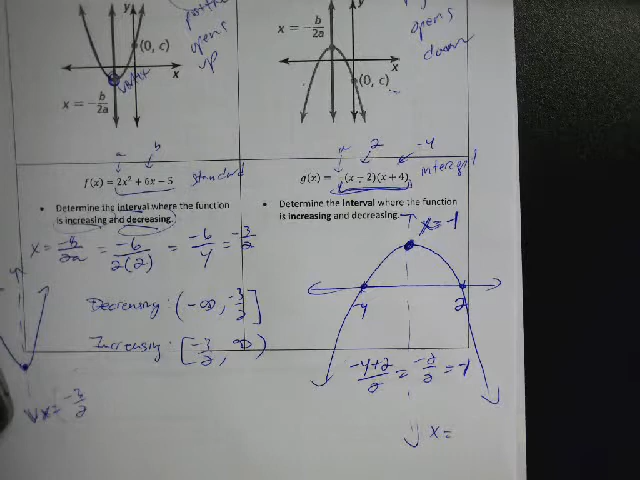 opens
up
y
(0, c)
x
x = -b/2a
opens
down
y
x = -b/2a
(0, c)
x
a b
f(x) = 2x² + 6x - 5 standard
• Determine the interval where the function
is increasing and decreasing.
x = -b/2a = -6/2(2) = -6/4 = -3/2
Decreasing: (-∞, -3/2]
Increasing: [-3/2, ∞)
Vx = -3/2
a 2 -4
g(x) = -(x - 2)(x + 4)
• Determine the interval where the function
is increasing and decreasing.
x = -1
-4 2
-4+2/2 = -2/2 = -1
x =